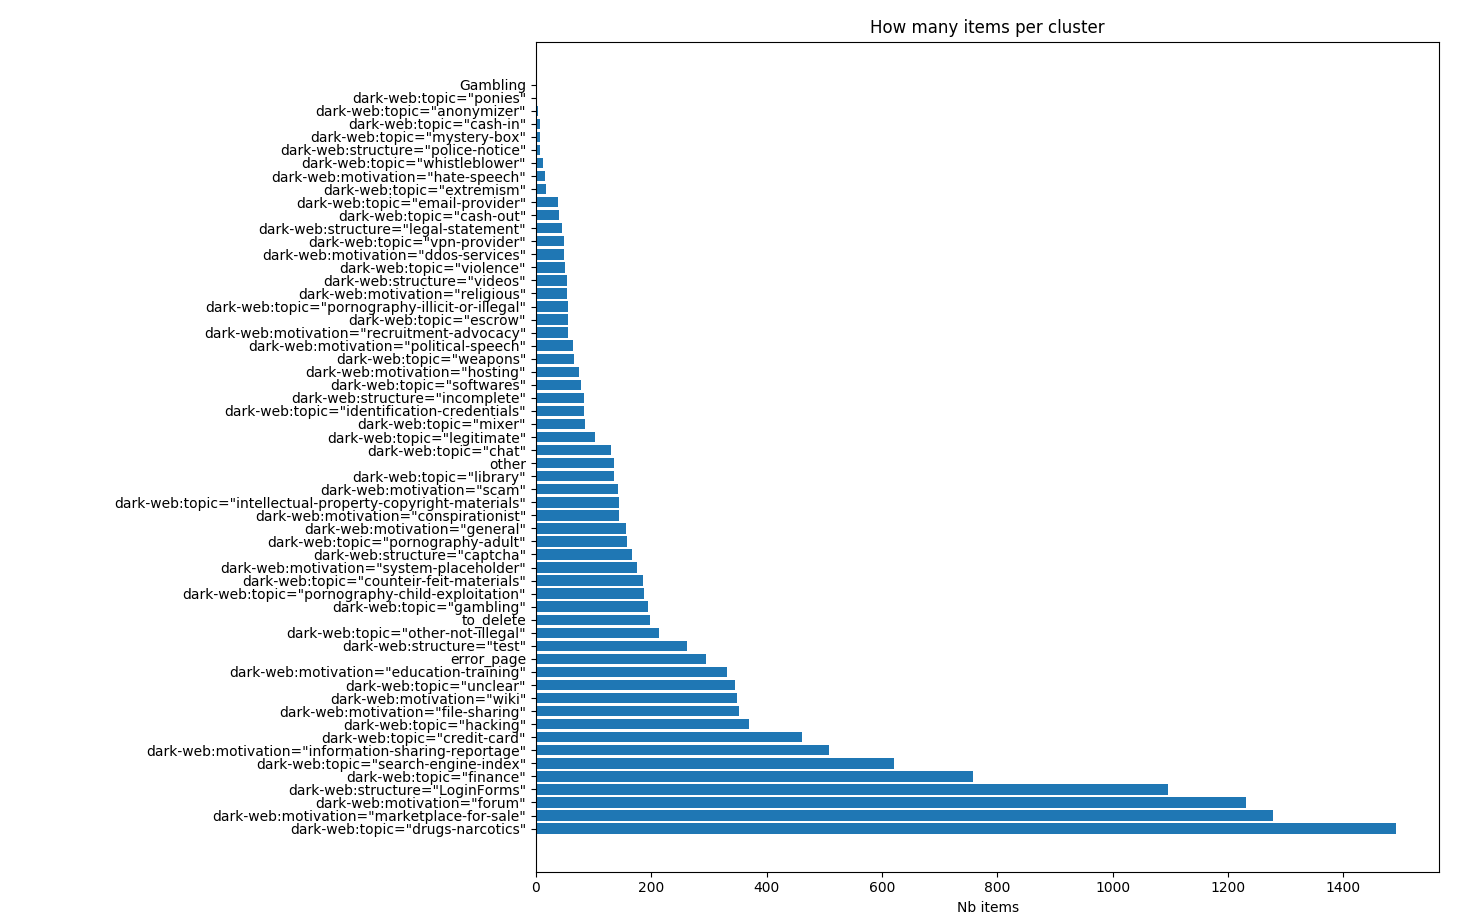 How many items per cluster
Gambling
dark-web:topic="ponies"
dark-web:topic="anonymizer"
dark-web:topic="cash-in"
dark-web:topic="mystery-box"
dark-web:structure="police-notice"
dark-web:topic="whistleblower"
dark-web:motivation="hate-speech"
dark-web:topic="extremism"
dark-web:topic="email-provider"
dark-web:topic="cash-out"
dark-web:structure="legal-statement"
dark-web:topic="vpn-provider"
dark-web:motivation="ddos-services"
dark-web:topic="violence"
dark-web:structure="videos"
dark-web:motivation="religious"
dark-web:topic="pornography-illicit-or-illegal"
dark-web:topic="escrow"
dark-web:motivation="recruitment-advocacy"
dark-web:motivation="political-speech"
dark-web:topic="weapons"
dark-web:motivation="hosting"
dark-web:topic="softwares"
dark-web:structure="incomplete"
dark-web:topic="identification-credentials"
dark-web:topic="mixer"
dark-web:topic="legitimate"
dark-web:topic="chat"
other
dark-web:topic="library"
dark-web:motivation="scam"
dark-web:topic="intellectual-property-copyright-materials"
dark-web:motivation="conspirationist"
dark-web:motivation="general"
dark-web:topic="pornography-adult"
dark-web:structure="captcha"
dark-web:motivation="system-placeholder"
dark-web:topic="counteir-feit-materials"
dark-web:topic="pornography-child-exploitation"
dark-web:topic="gambling"
to_delete
dark-web:topic="other-not-illegal"
dark-web:structure="test"
error_page
dark-web:motivation="education-training"
dark-web:topic="unclear"
dark-web:motivation="wiki"
dark-web:motivation="file-sharing"
dark-web:topic="hacking"
dark-web:topic="credit-card"
dark-web:motivation="information-sharing-reportage"
dark-web:topic="search-engine-index"
dark-web:topic="finance"
dark-web:structure="LoginForms"
dark-web:motivation="forum"
dark-web:motivation="marketplace-for-sale"
dark-web:topic="drugs-narcotics"
0 200 400 600 800 1000 1200 1400
Nb items